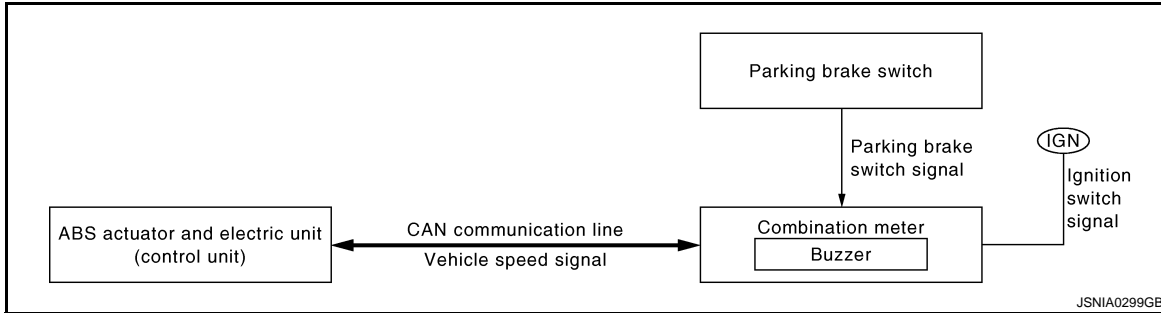 Parking brake switch
Parking brake
switch signal
IGN
Ignition
switch
signal
ABS actuator and electric unit
(control unit)
CAN communication line
Vehicle speed signal
Combination meter
Buzzer
JSNIA0299GB